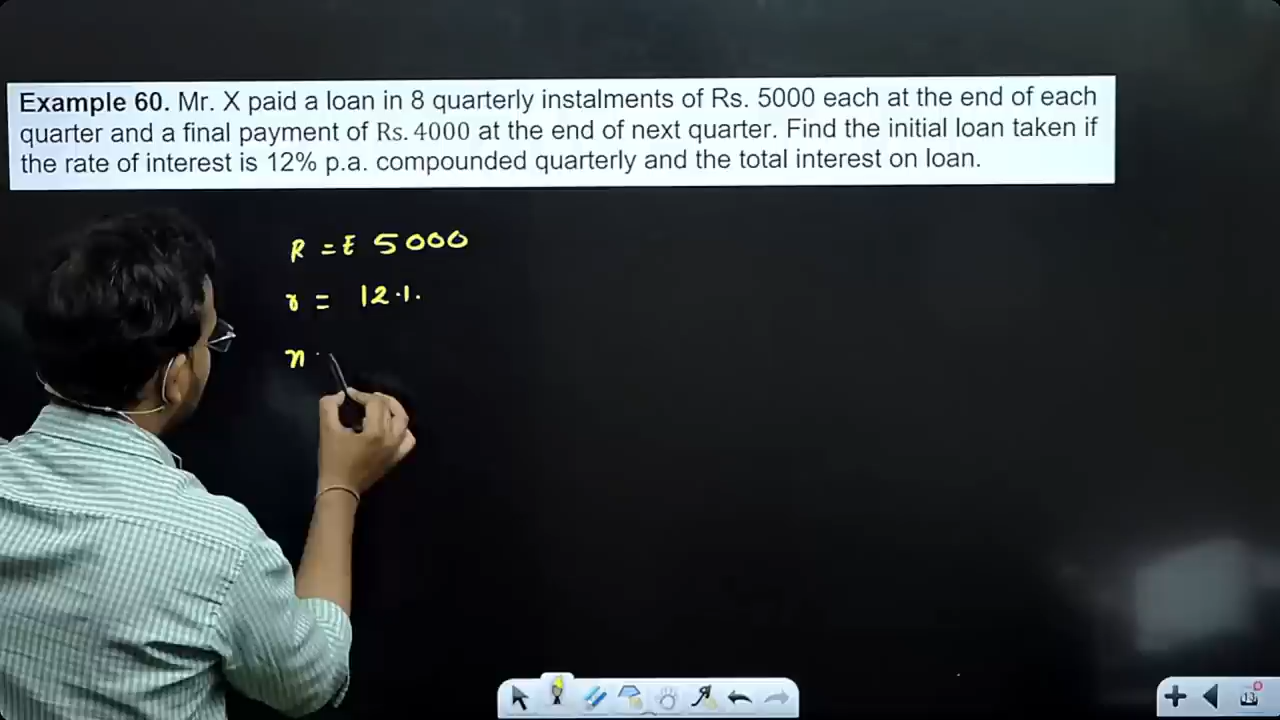 Example 60. Mr. X paid a loan in 8 quarterly instalments of Rs. 5000 each at the end of each
quarter and a final payment of Rs. 4000 at the end of next quarter. Find the initial loan taken if
the rate of interest is 12% p.a. compounded quarterly and the total interest on loan.
R = ₹ 5000
r = 12%
n